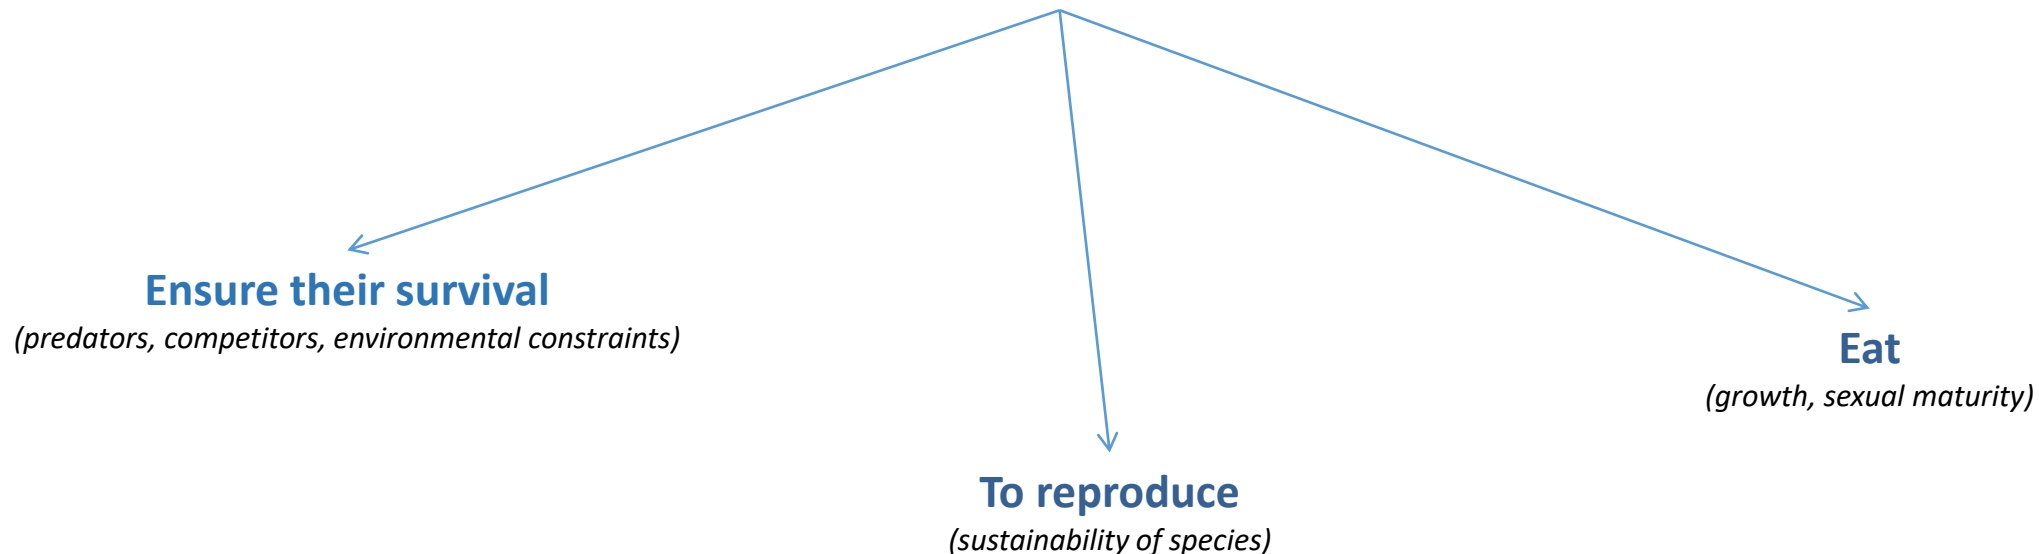 Ensure their survival
(predators, competitors, environmental constraints)
Eat
(growth, sexual maturity)
To reproduce
(sustainability of species)